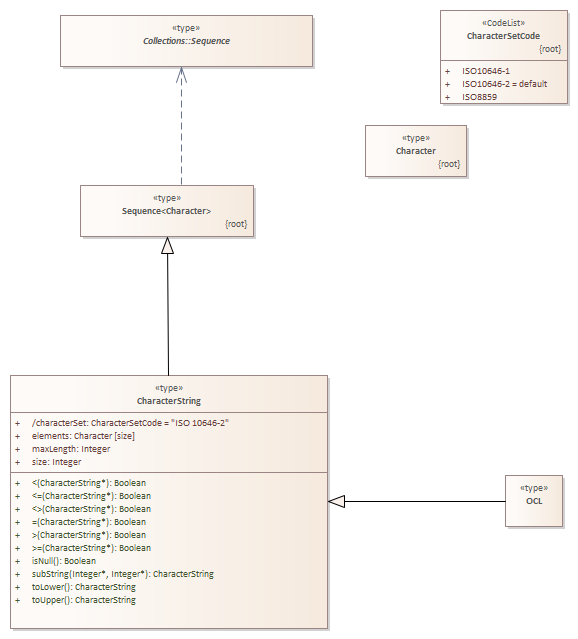 «type»
Collections::Sequence
«CodeList»
CharacterSetCode
{root}
+ ISO10646-1
+ ISO10646-2 = default
+ ISO8859
«type»
Character
{root}
«type»
Sequence<Character>
{root}
«type»
CharacterString
+ /characterSet: CharacterSetCode = "ISO 10646-2"
+ elements: Character [size]
+ maxLength: Integer
+ size: Integer
+ <(CharacterString*): Boolean
+ <=(CharacterString*): Boolean
+ <>(CharacterString*): Boolean
+ =(CharacterString*): Boolean
+ >(CharacterString*): Boolean
+ >=(CharacterString*): Boolean
+ isNull(): Boolean
+ subString(Integer*, Integer*): CharacterString
+ toLower(): CharacterString
+ toUpper(): CharacterString
«type»
OCL